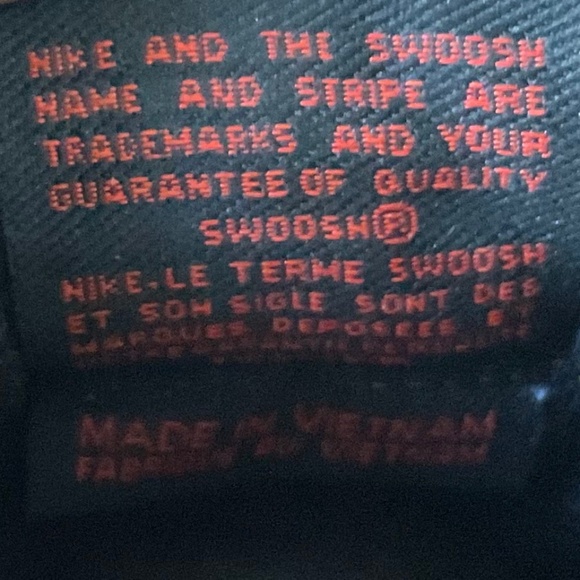 NIKE AND THE SWOOSH
NAME AND STRIPE ARE
TRADEMARKS AND YOUR
GUARANTEE OF QUALITY
SWOOSH®
NIKE.LE TERME SWOOSH
ET SON SIGLE SONT DES
MARQUES DEPOSEES ET
MADE IN VIETNAM
FABRIQUE AU VIETNAM